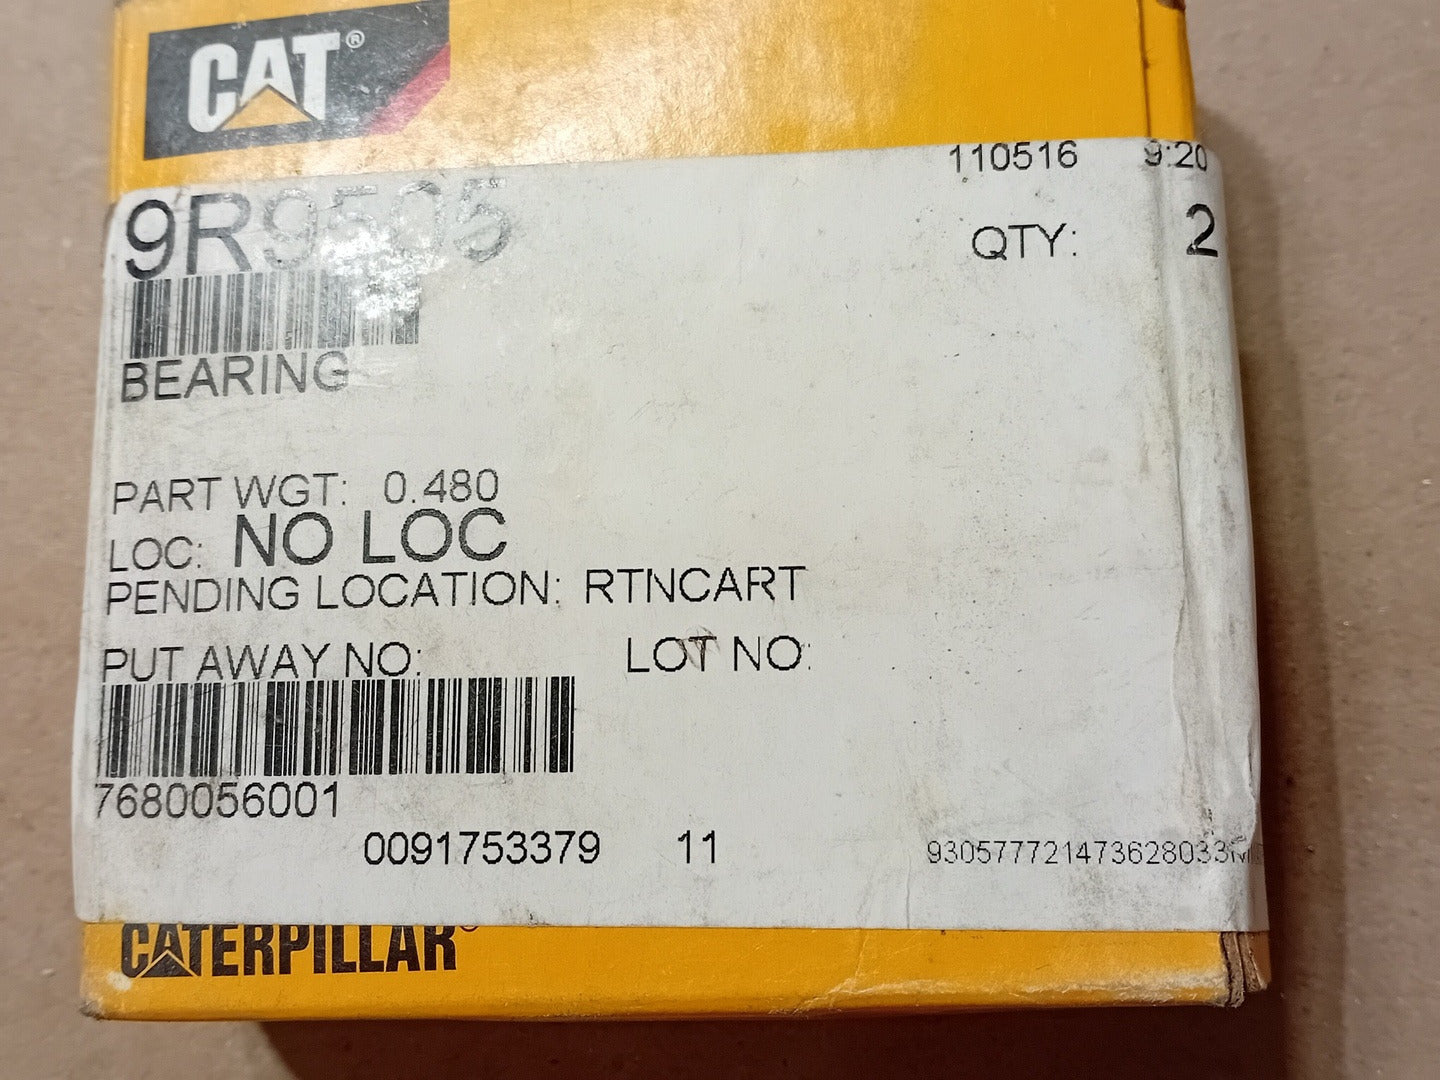 CAT®
110516 9:20
9R9505
QTY: 2
BEARING
PART WGT: 0.480
LOC: NO LOC
PENDING LOCATION: RTNCART
PUT AWAY NO: LOT NO:
7680056001
0091753379 11
CATERPILLAR®